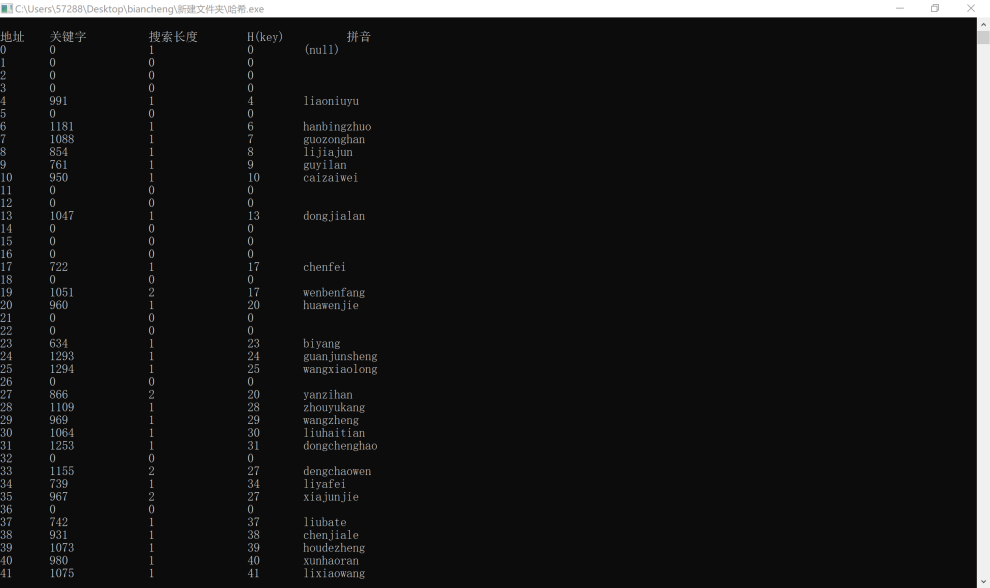 C:\Users\57288\Desktop\biancheng\新建文件夹\哈希.exe
地址 关键字 搜索长度 H(key) 拼音
0 0 1 0 (null)
1 0 0 0
2 0 0 0
3 0 0 0
4 991 1 4 liaoniuyu
5 0 0 0
6 1181 1 6 hanbingzhuo
7 1088 1 7 guozonghan
8 854 1 8 lijiajun
9 761 1 9 guyilan
10 950 1 10 caizaiwei
11 0 0 0
12 0 0 0
13 1047 1 13 dongjialan
14 0 0 0
15 0 0 0
16 0 0 0
17 722 1 17 chenfei
18 0 0 0
19 1051 2 17 wenbenfang
20 960 1 20 huawenjie
21 0 0 0
22 0 0 0
23 634 1 23 biyang
24 1293 1 24 guanjunsheng
25 1294 1 25 wangxiaolong
26 0 0 0
27 866 2 20 yanzihan
28 1109 1 28 zhouyukang
29 969 1 29 wangzheng
30 1064 1 30 liuhaitian
31 1253 1 31 dongchenghao
32 0 0 0
33 1155 2 27 dengchaowen
34 739 1 34 liyafei
35 967 2 27 xiajunjie
36 0 0 0
37 742 1 37 liubate
38 931 1 38 chenjiale
39 1073 1 39 houdezheng
40 980 1 40 xunhaoran
41 1075 1 41 lixiaowang